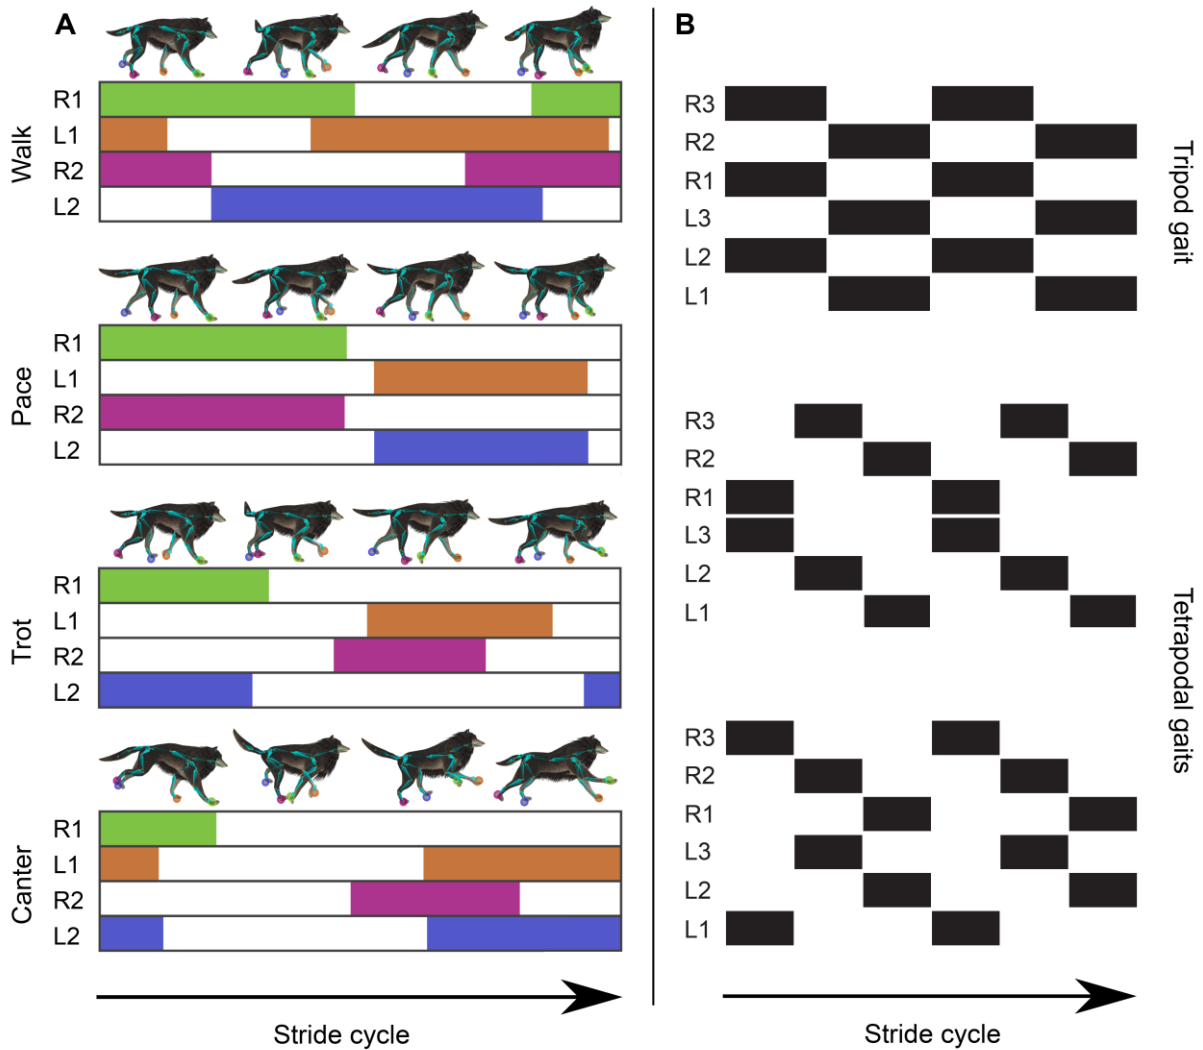 A
Walk
R1
L1
R2
L2
Pace
R1
L1
R2
L2
Trot
R1
L1
R2
L2
Canter
R1
L1
R2
L2
Stride cycle
B
R3
R2
R1
L3
L2
L1
Tripod gait
R3
R2
R1
L3
L2
L1
R3
R2
R1
L3
L2
L1
Tetrapodal gaits
Stride cycle